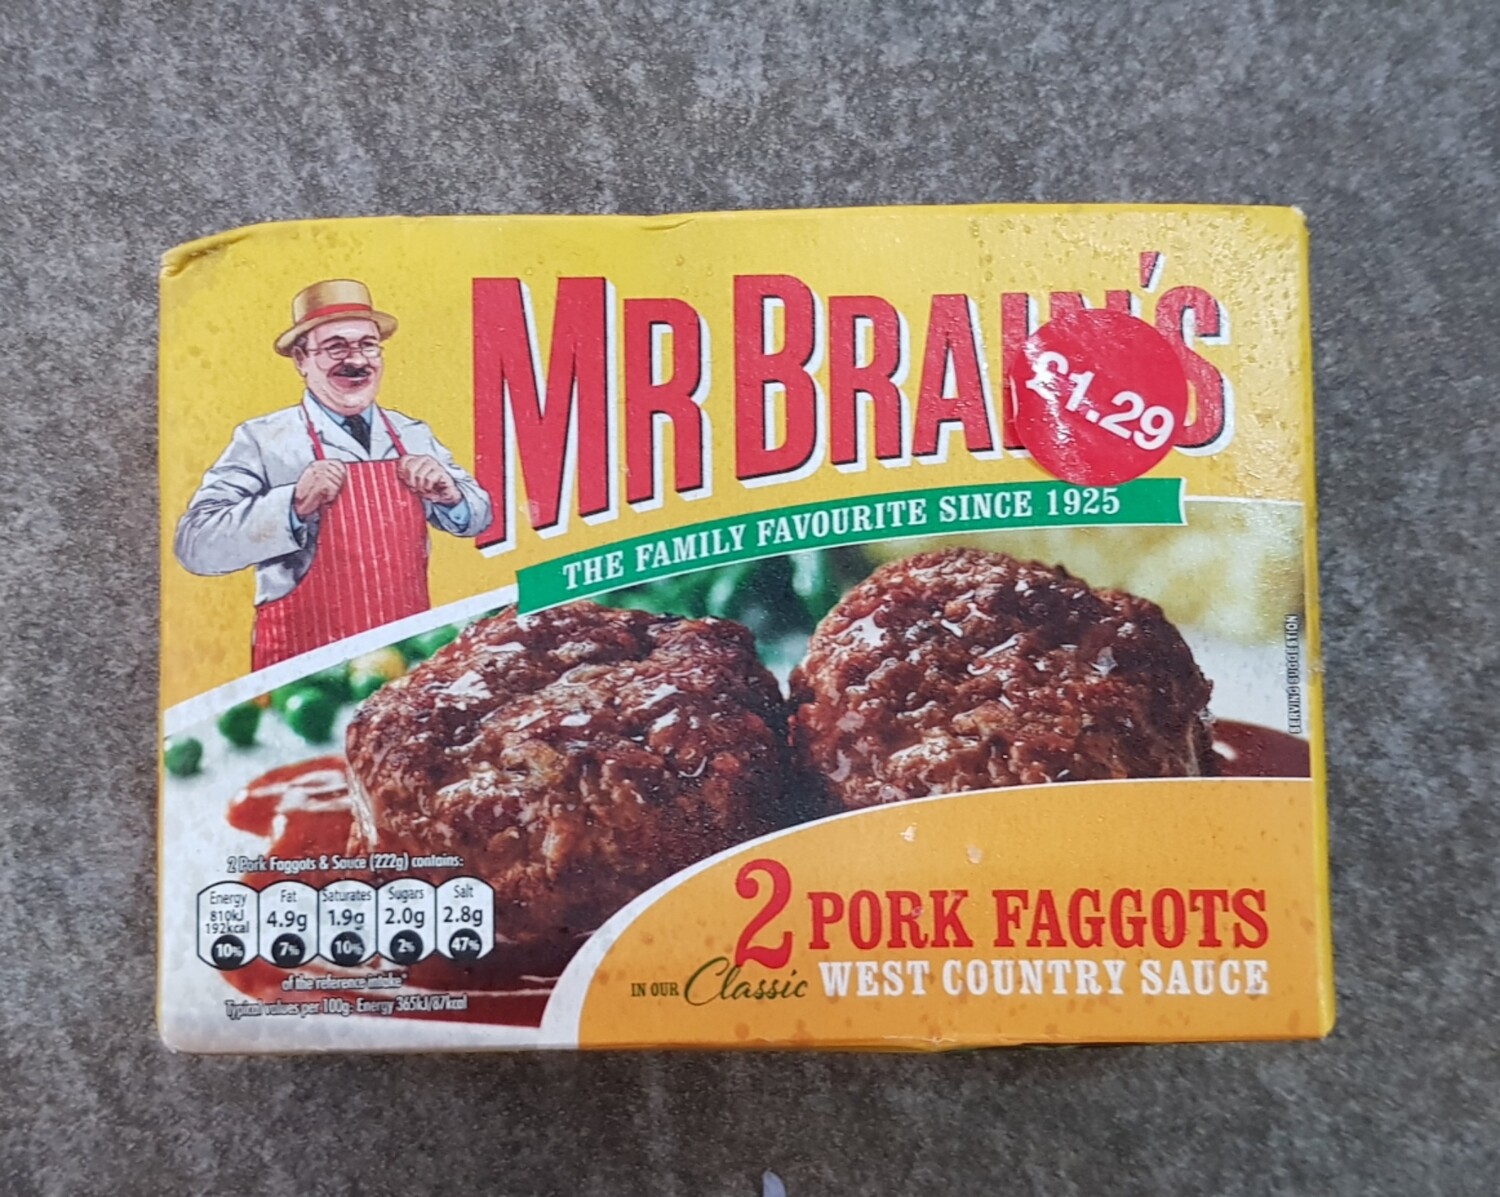 MR BRAIN'S
£1.29
THE FAMILY FAVOURITE SINCE 1925
SERVING SUGGESTION
2 Pork Faggots & Sauce (222g) contains:
Energy 810kJ 192kcal 10%
Fat 4.9g 7%
Saturates 1.9g 10%
Sugars 2.0g 2%
Salt 2.8g 47%
of the reference intake*
Typical values per 100g: Energy 365kJ/87kcal
2 PORK FAGGOTS
IN OUR Classic WEST COUNTRY SAUCE